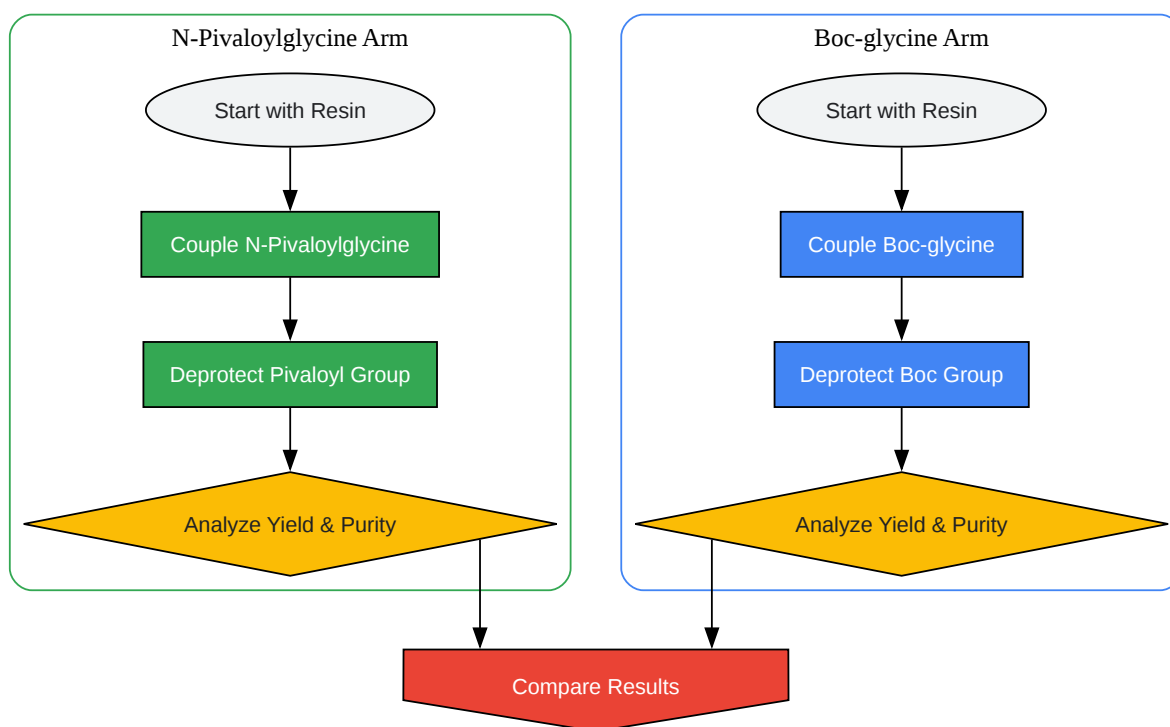 N-Pivaloylglycine Arm
Start with Resin
Couple N-Pivaloylglycine
Deprotect Pivaloyl Group
Analyze Yield & Purity
Boc-glycine Arm
Start with Resin
Couple Boc-glycine
Deprotect Boc Group
Analyze Yield & Purity
Compare Results